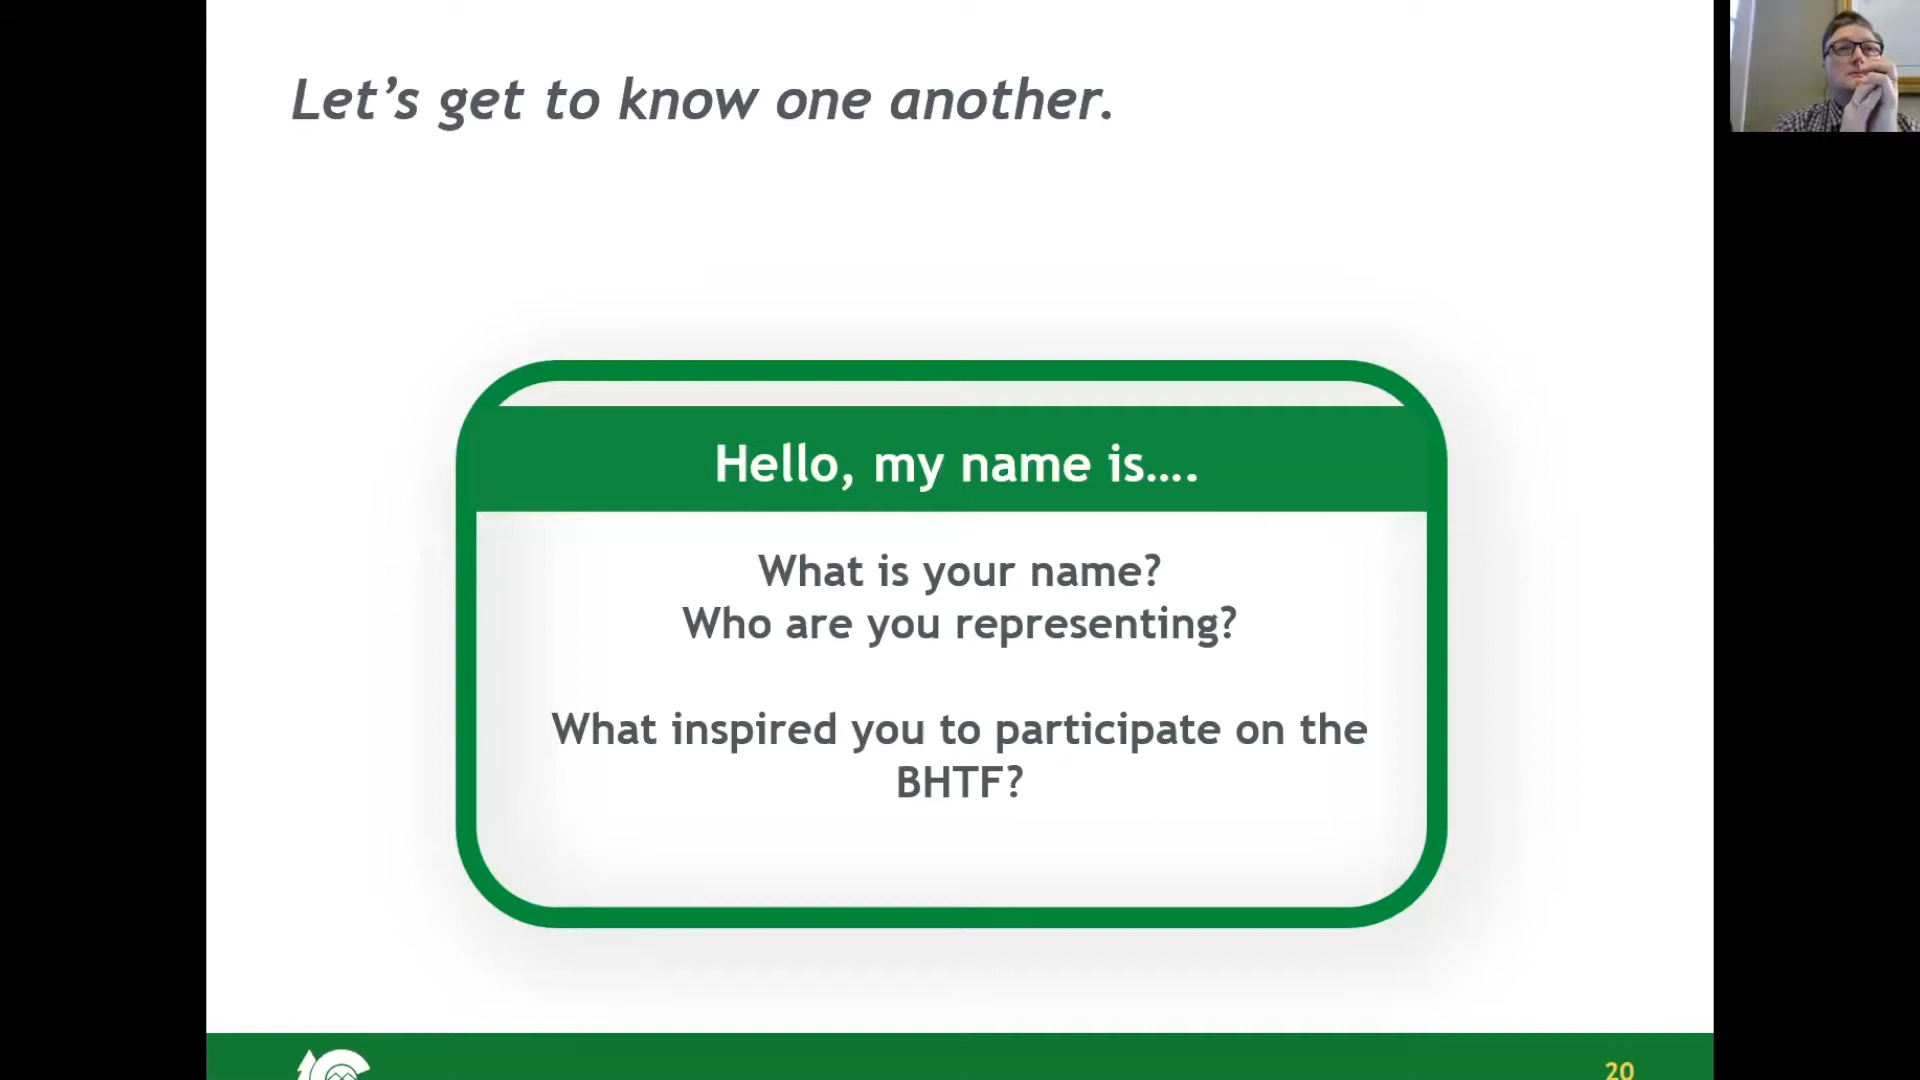 Let’s get to know one another.
Hello, my name is....
What is your name?
Who are you representing?
What inspired you to participate on the
BHTF?
20